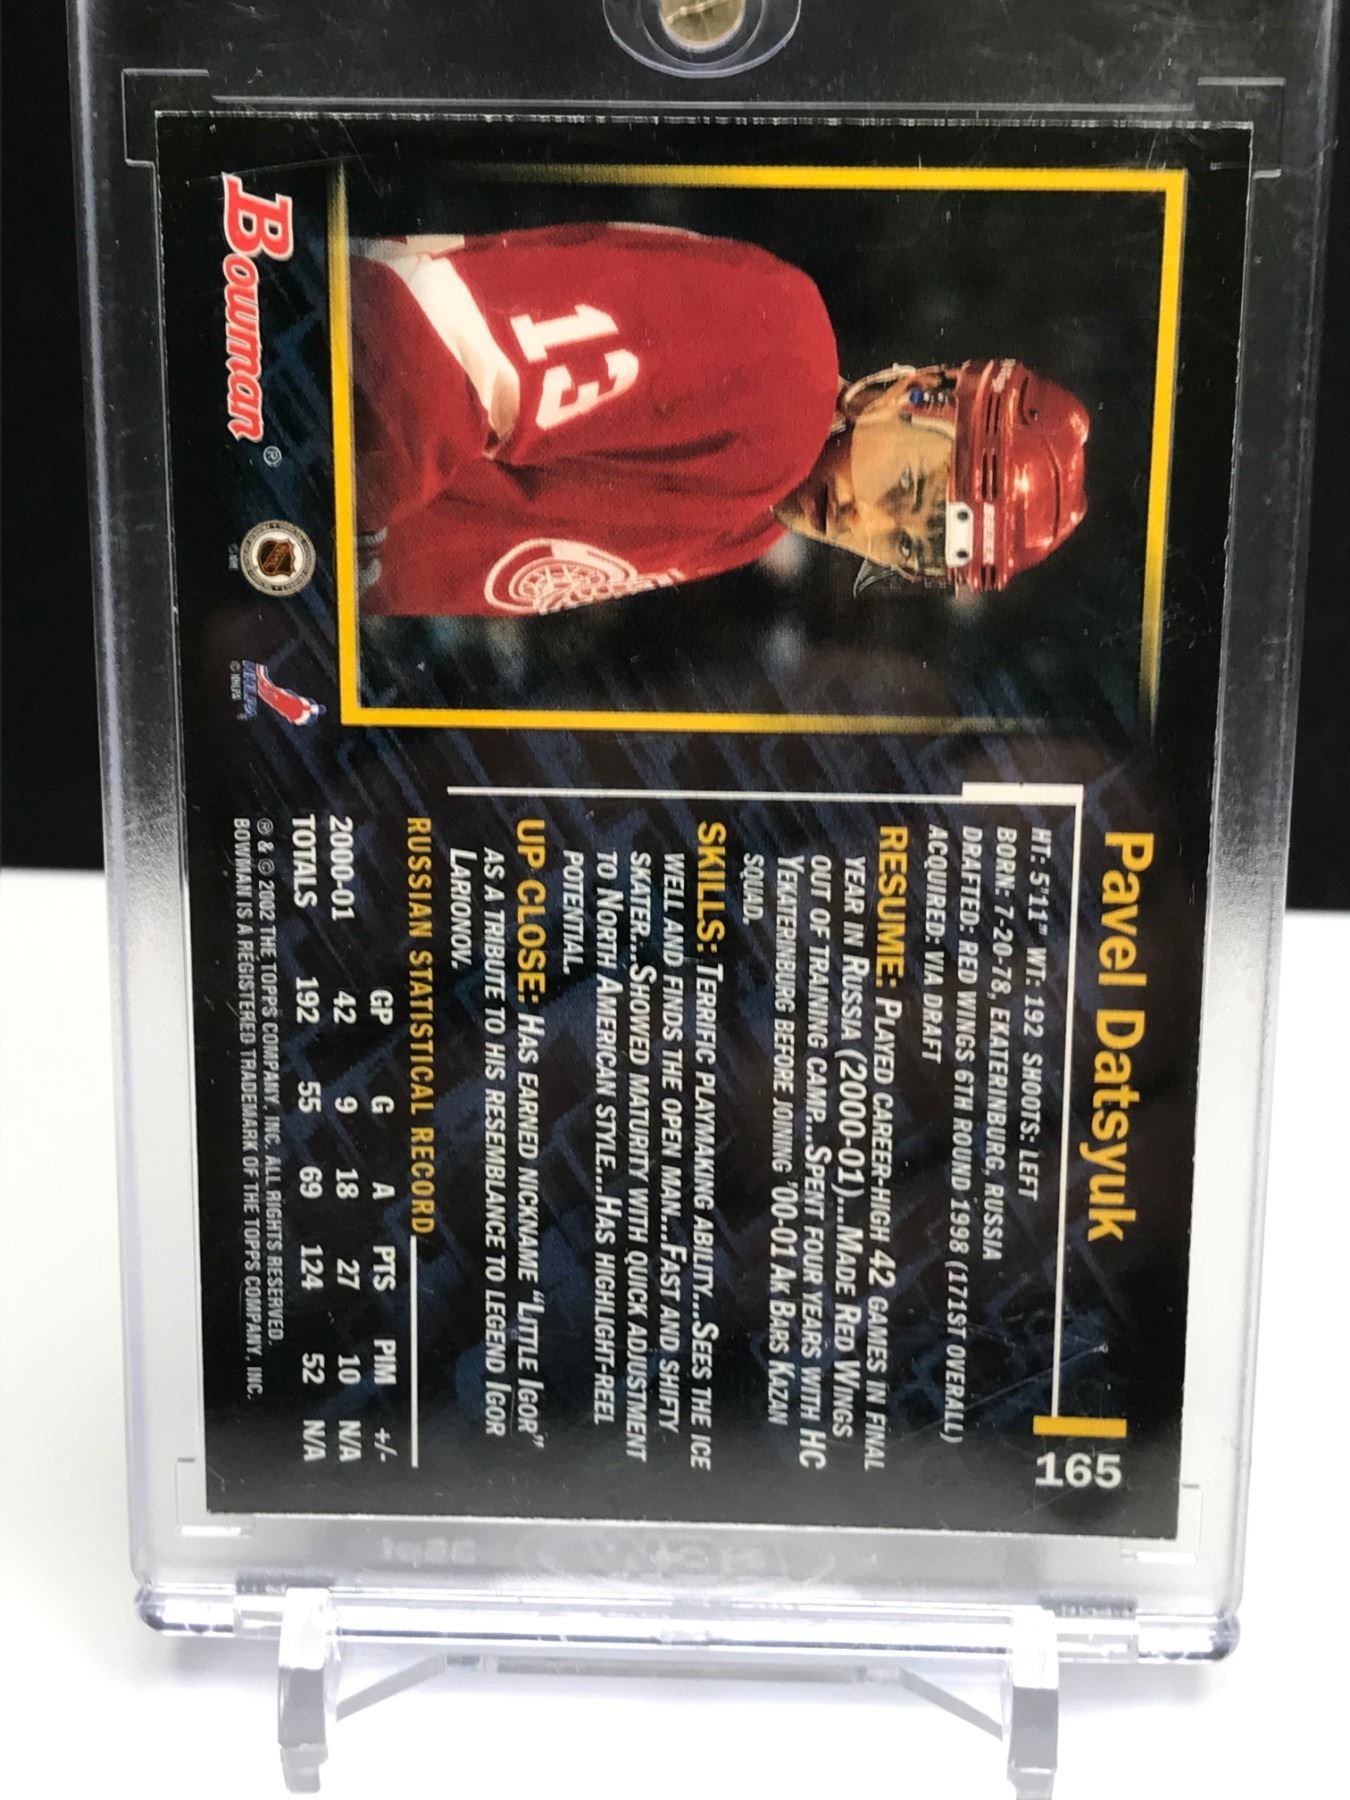 Pavel Datsyuk
165
HT: 5'11" WT: 192 SHOOTS: LEFT
BORN: 7-20-78, EKATERINBURG, RUSSIA
DRAFTED: RED WINGS 6TH ROUND 1998 (171ST OVERALL)
ACQUIRED: VIA DRAFT
RESUME: PLAYED CAREER-HIGH 42 GAMES IN FINAL
YEAR IN RUSSIA (2000-01)...MADE RED WINGS
OUT OF TRAINING CAMP...SPENT FOUR YEARS WITH HC
YEKATERINBURG BEFORE JOINING '00-01 AK BARS KAZAN
SQUAD.
SKILLS: TERRIFIC PLAYMAKING ABILITY...SEES THE ICE
WELL AND FINDS THE OPEN MAN...FAST AND SHIFTY
SKATER...SHOWED MATURITY WITH QUICK ADJUSTMENT
TO NORTH AMERICAN STYLE...HAS HIGHLIGHT-REEL
POTENTIAL.
UP CLOSE: HAS EARNED NICKNAME "LITTLE IGOR"
AS A TRIBUTE TO HIS RESEMBLANCE TO LEGEND IGOR
LARIONOV.
RUSSIAN STATISTICAL RECORD
GP G A PTS PIM +/-
2000-01 42 9 18 27 10 N/A
TOTALS 192 55 69 124 52 N/A
® & © 2002 THE TOPPS COMPANY, INC. ALL RIGHTS RESERVED.
BOWMAN IS A REGISTERED TRADEMARK OF THE TOPPS COMPANY, INC.
13
Bowman ®
© NHL
© NHLPA